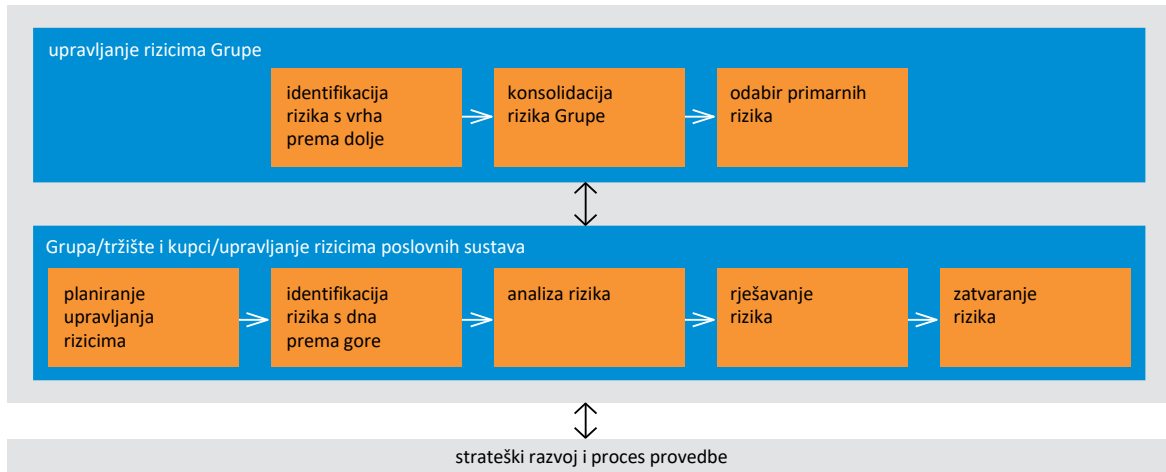 upravljanje rizicima Grupe
identifikacija
rizika s vrha
prema dolje
konsolidacija
rizika Grupe
odabir primarnih
rizika
Grupa/tržište i kupci/upravljanje rizicima poslovnih sustava
planiranje
upravljanja
rizicima
identifikacija
rizika s dna
prema gore
analiza rizika
rješavanje
rizika
zatvaranje
rizika
strateški razvoj i proces provedbe